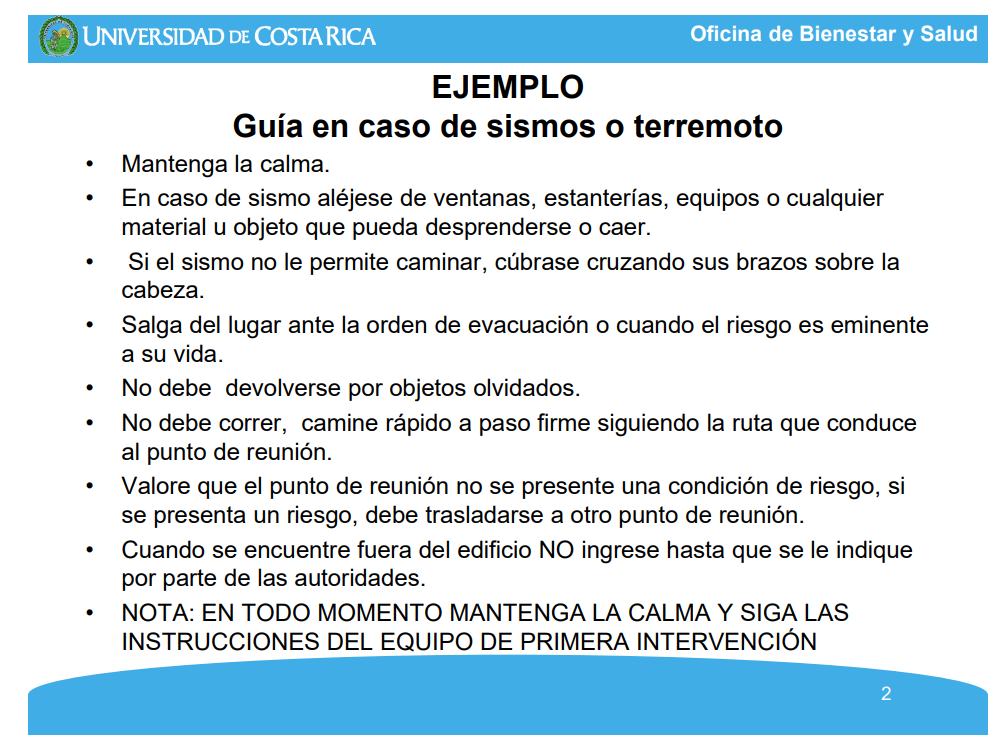 UNIVERSIDAD DE COSTA RICA
Oficina de Bienestar y Salud
EJEMPLO
Guía en caso de sismos o terremoto
• Mantenga la calma.
• En caso de sismo aléjese de ventanas, estanterías, equipos o cualquier
material u objeto que pueda desprenderse o caer.
• Si el sismo no le permite caminar, cúbrase cruzando sus brazos sobre la
cabeza.
• Salga del lugar ante la orden de evacuación o cuando el riesgo es eminente
a su vida.
• No debe devolverse por objetos olvidados.
• No debe correr, camine rápido a paso firme siguiendo la ruta que conduce
al punto de reunión.
• Valore que el punto de reunión no se presente una condición de riesgo, si
se presenta un riesgo, debe trasladarse a otro punto de reunión.
• Cuando se encuentre fuera del edificio NO ingrese hasta que se le indique
por parte de las autoridades.
• NOTA: EN TODO MOMENTO MANTENGA LA CALMA Y SIGA LAS
INSTRUCCIONES DEL EQUIPO DE PRIMERA INTERVENCIÓN
2